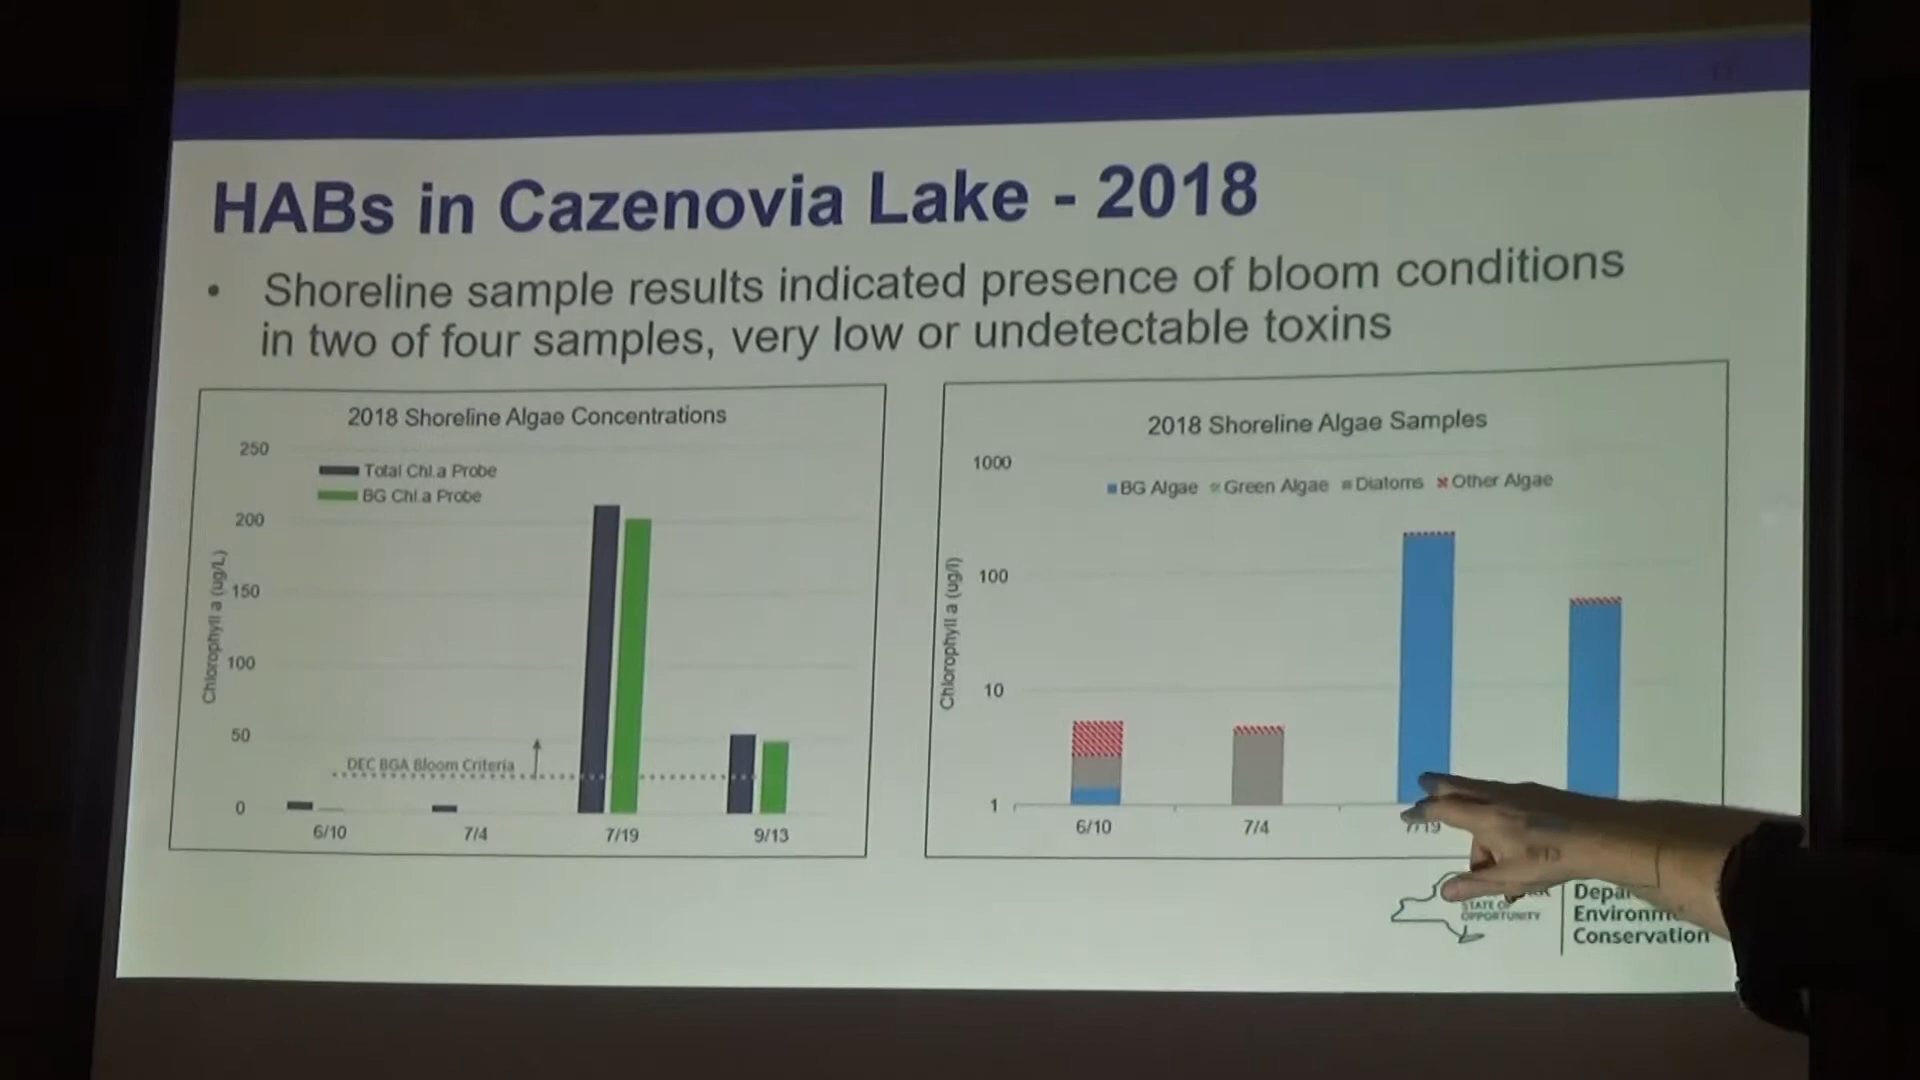 HABs in Cazenovia Lake - 2018
• Shoreline sample results indicated presence of bloom conditions
in two of four samples, very low or undetectable toxins
2018 Shoreline Algae Concentrations
250
200
150
100
50
0
Chlorophyll a (ug/L)
Total Chl.a Probe
BG Chl.a Probe
DEC BGA Bloom Criteria
6/10 7/4 7/19 9/13
2018 Shoreline Algae Samples
1000
100
10
1
Chlorophyll a (ug/l)
BG Algae Green Algae Diatoms Other Algae
6/10 7/4 7/19
9/13
STATE OF
OPPORTUNITY
Environm
Conservation